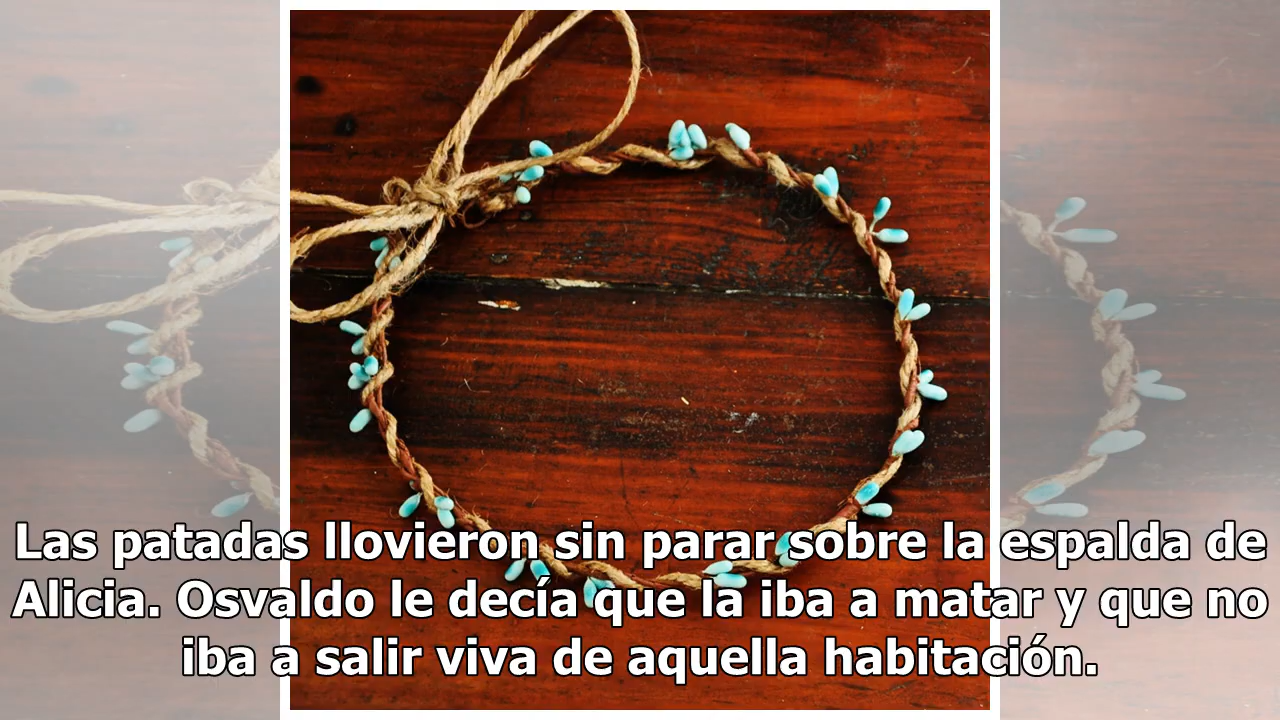 Las patadas llovieron sin parar sobre la espalda de
Alicia. Osvaldo le decía que la iba a matar y que no
iba a salir viva de aquella habitación.